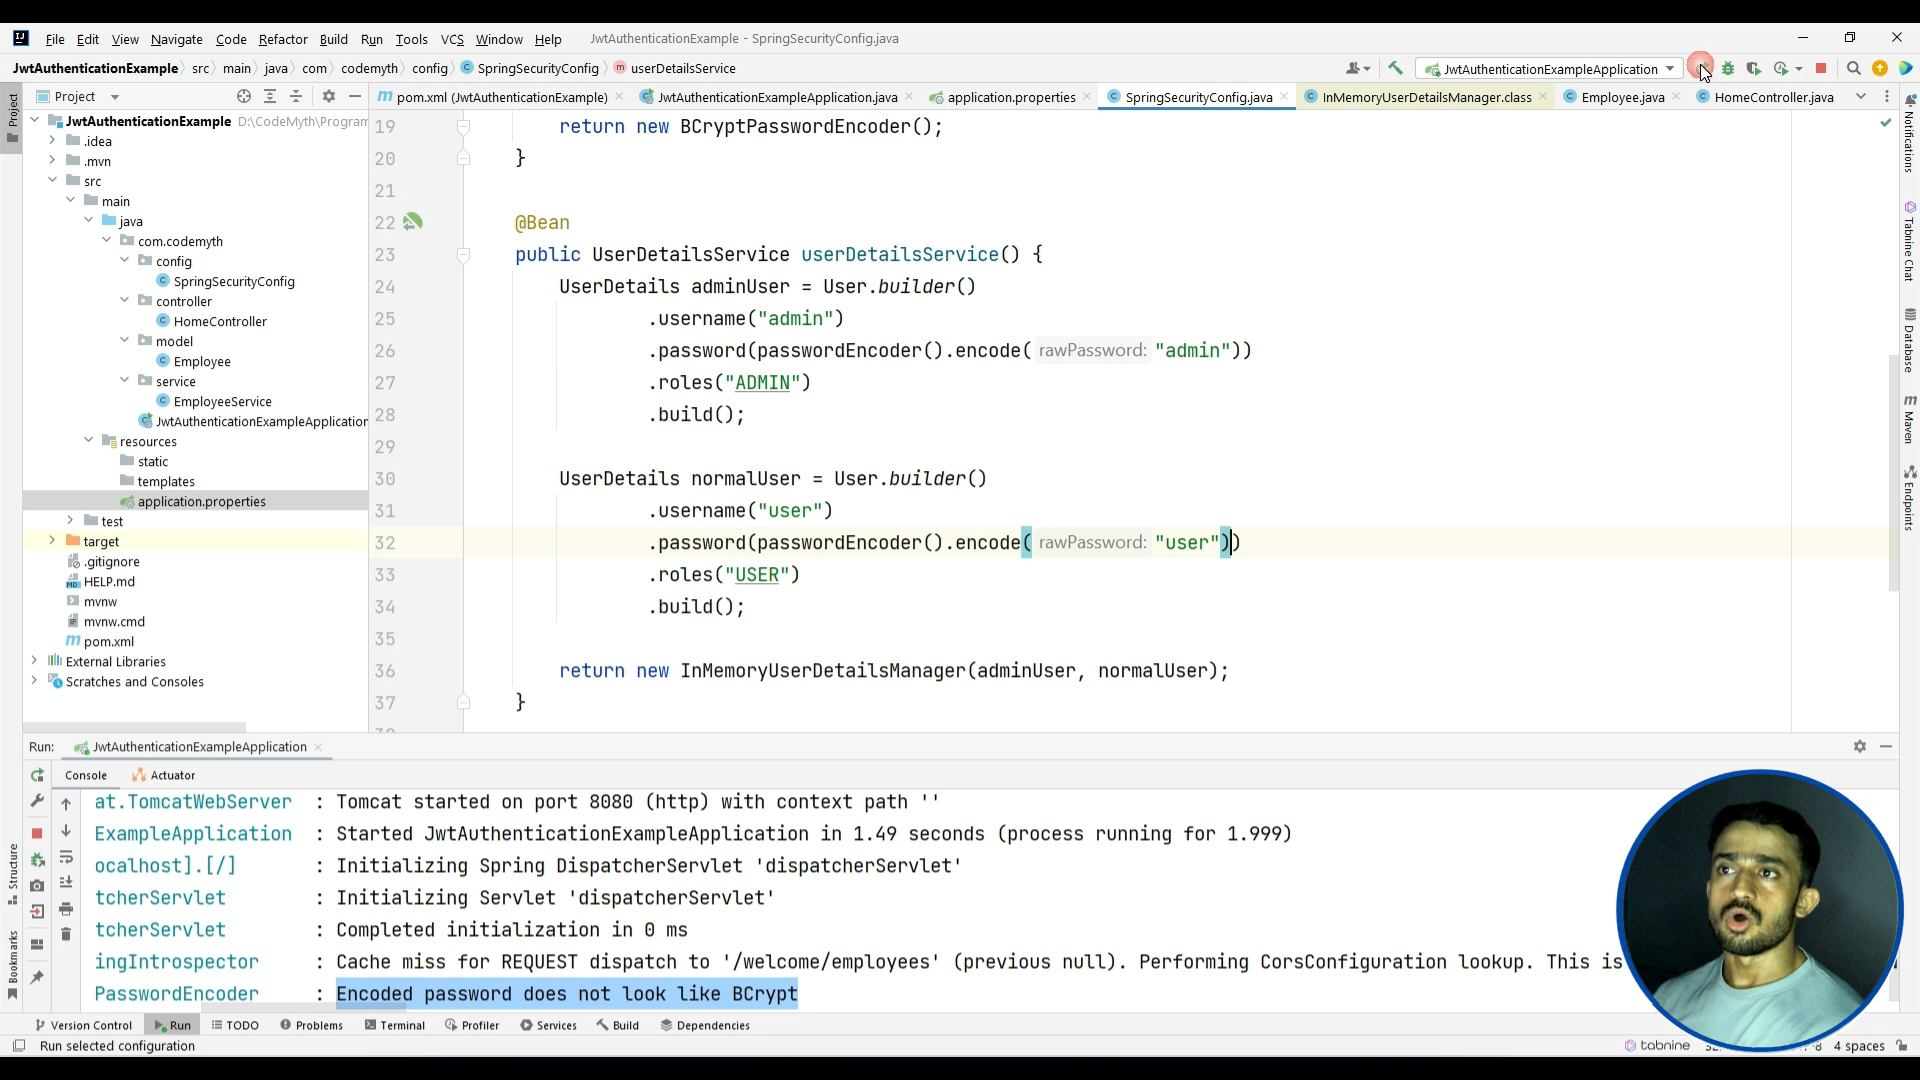 File Edit View Navigate Code Refactor Build Run Tools VCS Window Help JwtAuthenticationExample - SpringSecurityConfig.java
JwtAuthenticationExample src main java com codemyth config SpringSecurityConfig userDetailsService
JwtAuthenticationExampleApplication
Project
pom.xml (JwtAuthenticationExample) JwtAuthenticationExampleApplication.java application.properties SpringSecurityConfig.java InMemoryUserDetailsManager.class Employee.java HomeController.java
JwtAuthenticationExample D:\CodeMyth\Program
.idea
.mvn
src
main
java
com.codemyth
config
SpringSecurityConfig
controller
HomeController
model
Employee
service
EmployeeService
JwtAuthenticationExampleApplication
resources
static
templates
application.properties
test
target
.gitignore
HELP.md
mvnw
mvnw.cmd
pom.xml
External Libraries
Scratches and Consoles
19 return new BCryptPasswordEncoder();
20 }
21
22 @Bean
23 public UserDetailsService userDetailsService() {
24 UserDetails adminUser = User.builder()
25 .username("admin")
26 .password(passwordEncoder().encode( rawPassword: "admin"))
27 .roles("ADMIN")
28 .build();
29
30 UserDetails normalUser = User.builder()
31 .username("user")
32 .password(passwordEncoder().encode( rawPassword: "user"))
33 .roles("USER")
34 .build();
35
36 return new InMemoryUserDetailsManager(adminUser, normalUser);
37 }
Project
Structure
Bookmarks
Notifications
Tabnine Chat
Database
Maven
Endpoints
Run: JwtAuthenticationExampleApplication
Console Actuator
at.TomcatWebServer : Tomcat started on port 8080 (http) with context path ''
ExampleApplication : Started JwtAuthenticationExampleApplication in 1.49 seconds (process running for 1.999)
ocalhost].[/] : Initializing Spring DispatcherServlet 'dispatcherServlet'
tcherServlet : Initializing Servlet 'dispatcherServlet'
tcherServlet : Completed initialization in 0 ms
ingIntrospector : Cache miss for REQUEST dispatch to '/welcome/employees' (previous null). Performing CorsConfiguration lookup. This is
PasswordEncoder : Encoded password does not look like BCrypt
Version Control Run TODO Problems Terminal Profiler Services Build Dependencies
Run selected configuration
tabnine 4 spaces